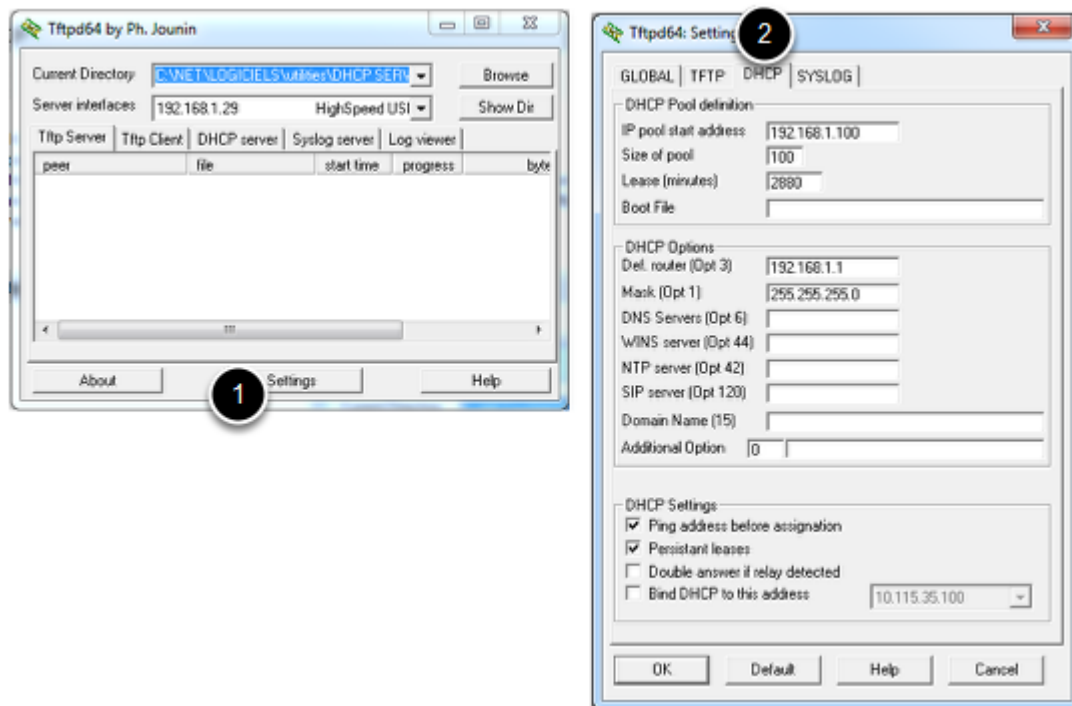 Tftpd64 by Ph. Jounin
Current Directory C:\NET\LOGICIELS\utilities\DHCP SERV Browse
Server interfaces 192.168.1.29 HighSpeed USI Show Dir
Tftp Server Tftp Client DHCP server Syslog server Log viewer
peer file start time progress byte
About Settings Help
1
Tftpd64: Setting
2
GLOBAL TFTP DHCP SYSLOG
DHCP Pool definition
IP pool start address 192.168.1.100
Size of pool 100
Lease (minutes) 2880
Boot File
DHCP Options
Def. router (Opt 3) 192.168.1.1
Mask (Opt 1) 255.255.255.0
DNS Servers (Opt 6)
WINS server (Opt 44)
NTP server (Opt 42)
SIP server (Opt 120)
Domain Name (15)
Additional Option 0
DHCP Settings
Ping address before assignation
Persistant leases
Double answer if relay detected
Bind DHCP to this address 10.115.35.100
OK Default Help Cancel